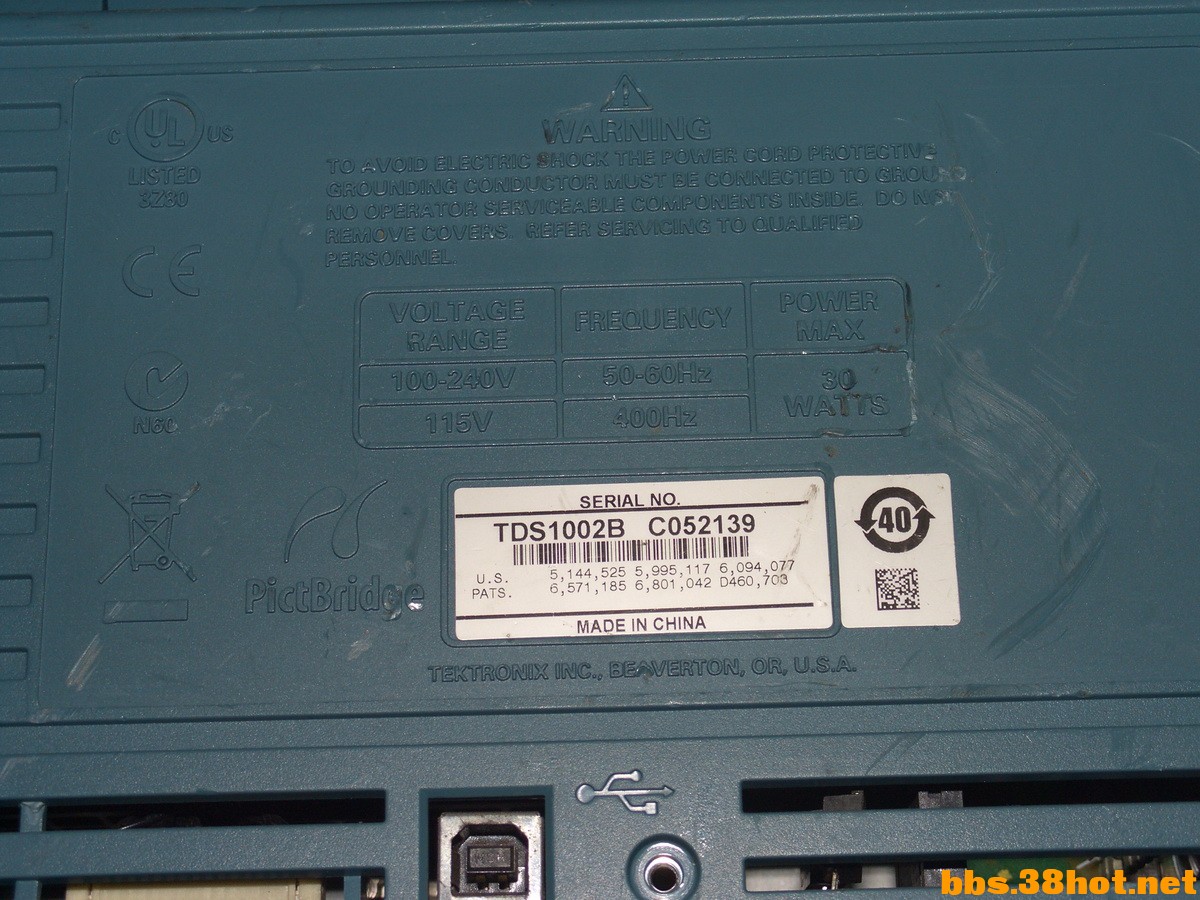 C UL US
LISTED
3Z80
WARNING
TO AVOID ELECTRIC SHOCK THE POWER CORD PROTECTIVE
GROUNDING CONDUCTOR MUST BE CONNECTED TO
NO OPERATOR SERVICEABLE COMPONENTS INSIDE. DO
REMOVE COVERS. REFER SERVICING TO QUALIFIED
PERSONNEL.
CE
N60
VOLTAGE RANGE FREQUENCY POWER MAX
100-240V 50-60Hz 30 WATTS
115V 400Hz
PictBridge
SERIAL NO.
TDS1002B C052139
U.S. PATS. 5,144,525 5,995,117 6,094,077
6,571,185 6,801,042 D460,703
MADE IN CHINA
40
TEKTRONIX INC., BEAVERTON, OR, U.S.A.
bbs.38hot.net